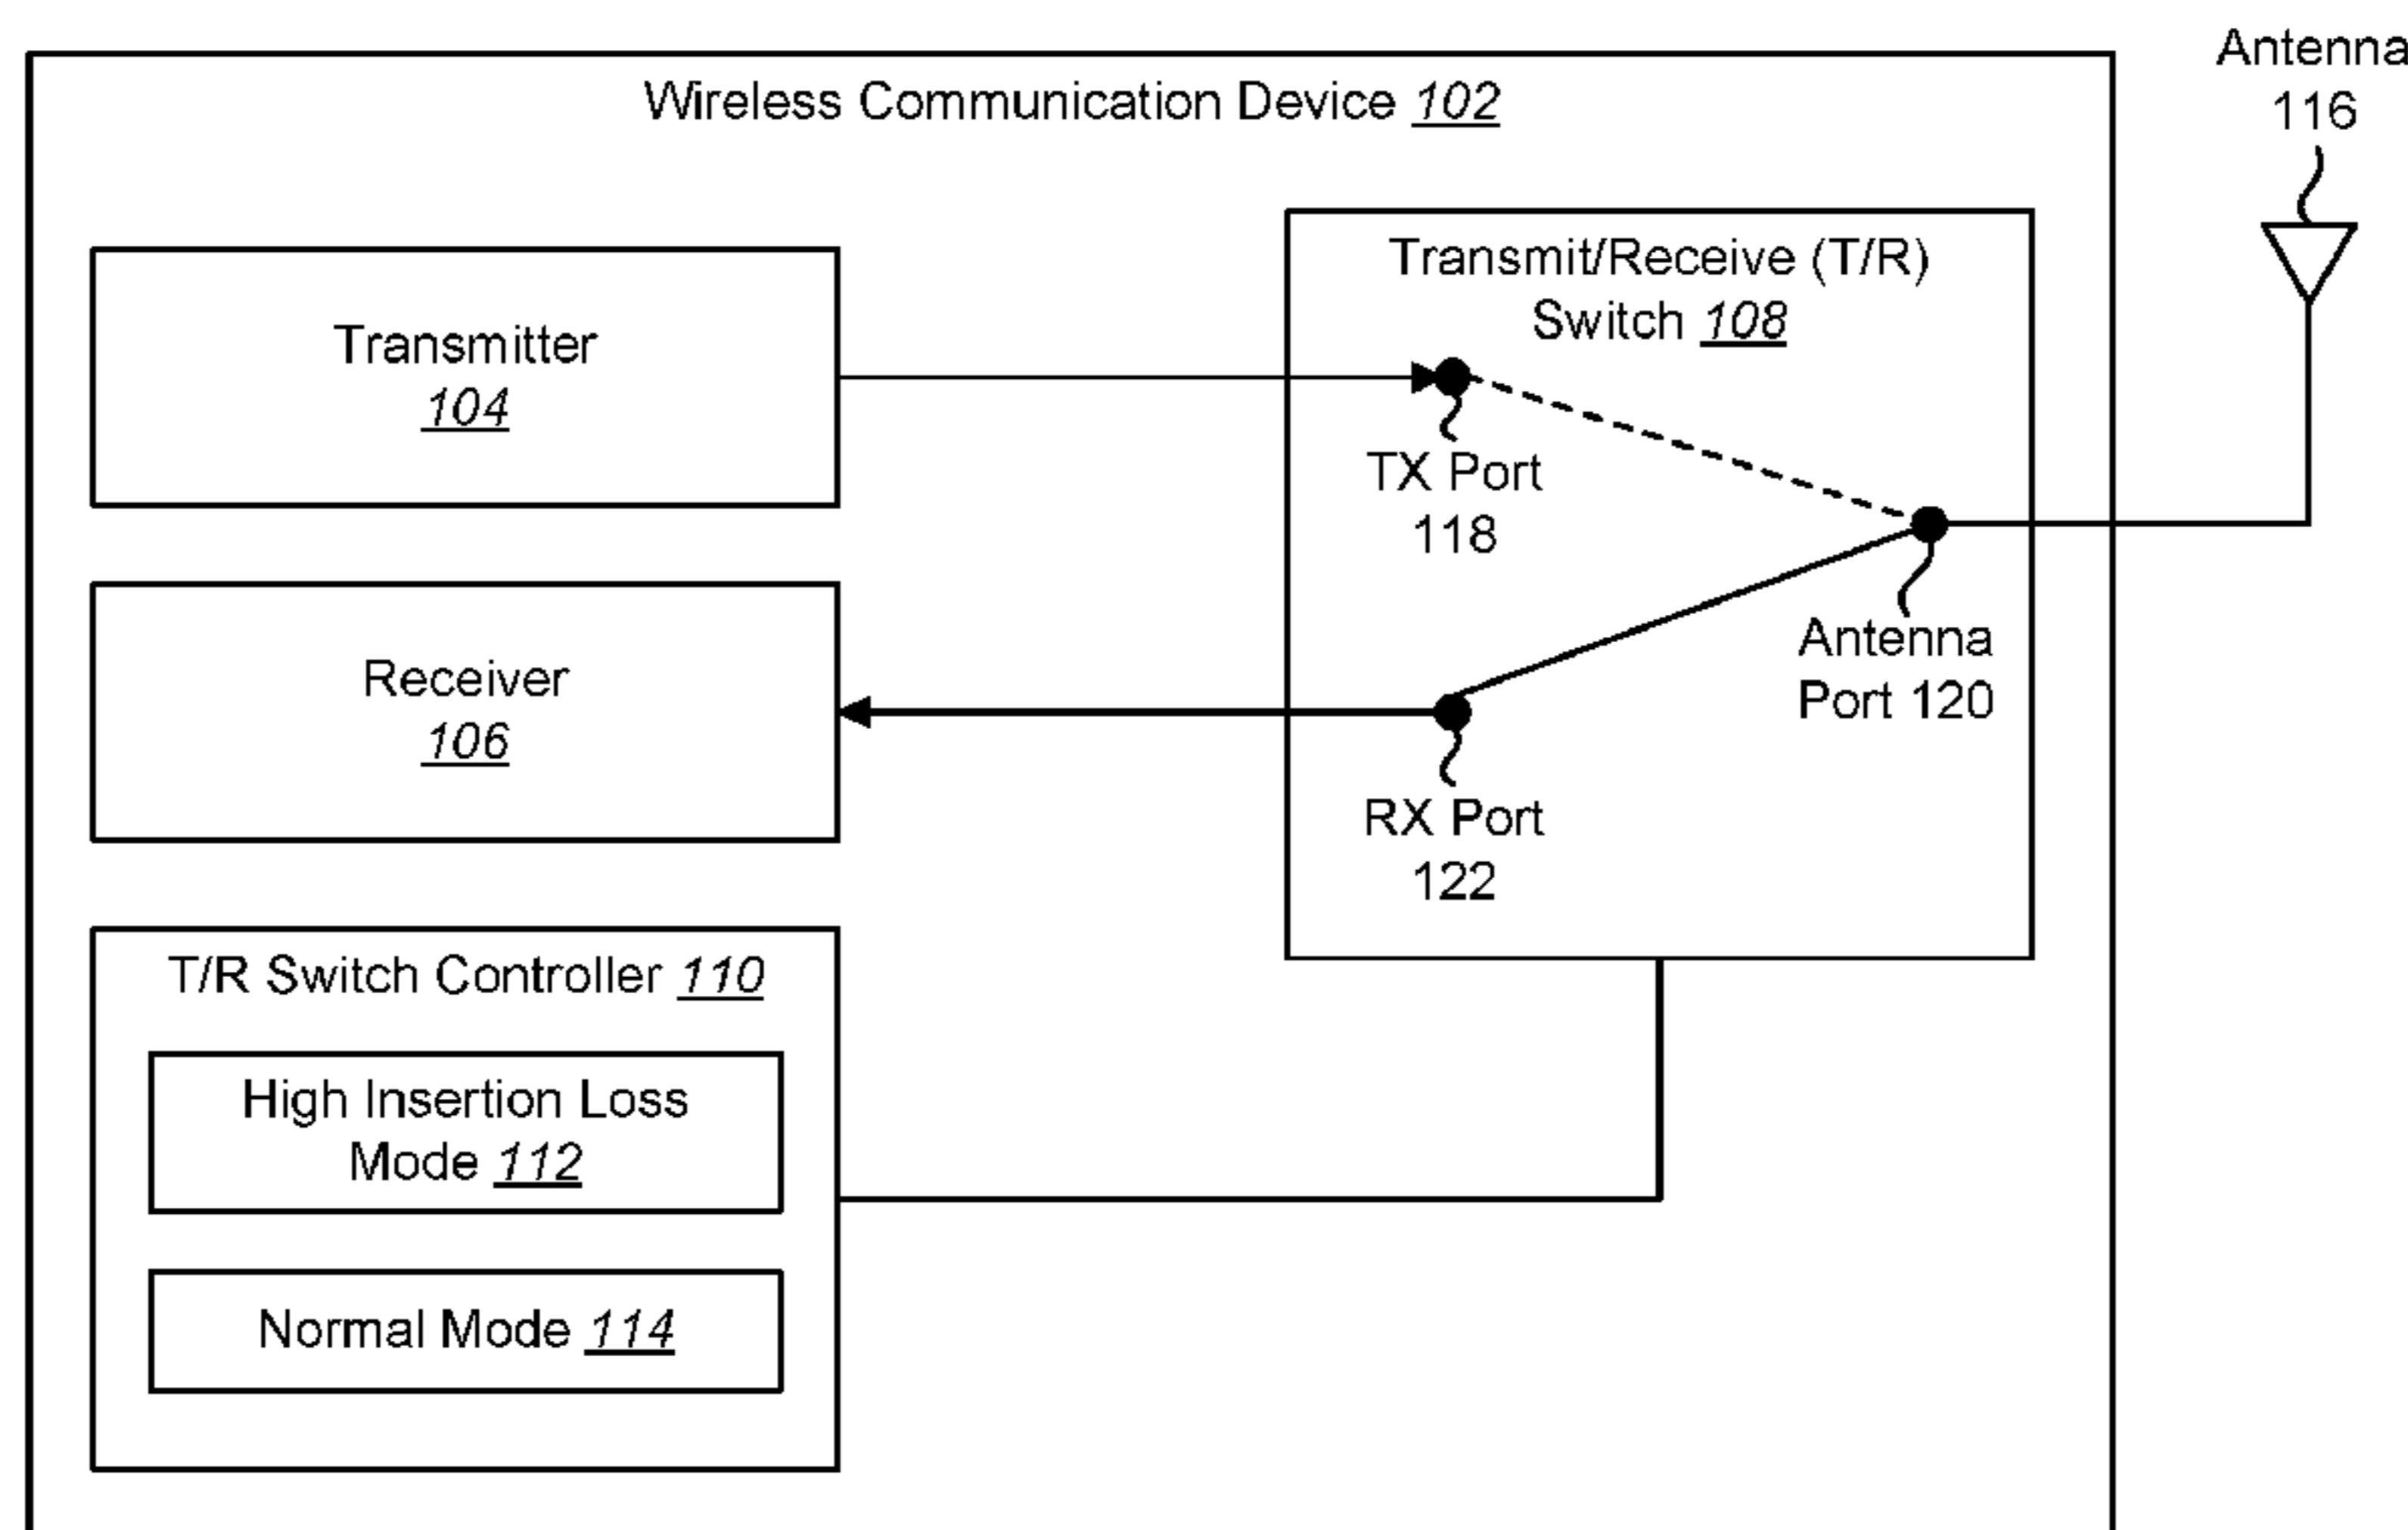 Wireless Communication Device 102
Antenna
116
Transmitter
104
Transmit/Receive (T/R)
Switch 108
TX Port
118
Antenna
Port 120
Receiver
106
RX Port
122
T/R Switch Controller 110
High Insertion Loss
Mode 112
Normal Mode 114